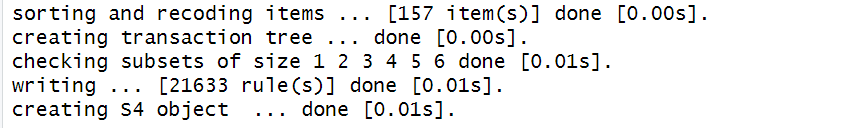 sorting and recoding items ... [157 item(s)] done [0.00s].
creating transaction tree ... done [0.00s].
checking subsets of size 1 2 3 4 5 6 done [0.01s].
writing ... [21633 rule(s)] done [0.01s].
creating S4 object  ... done [0.01s].